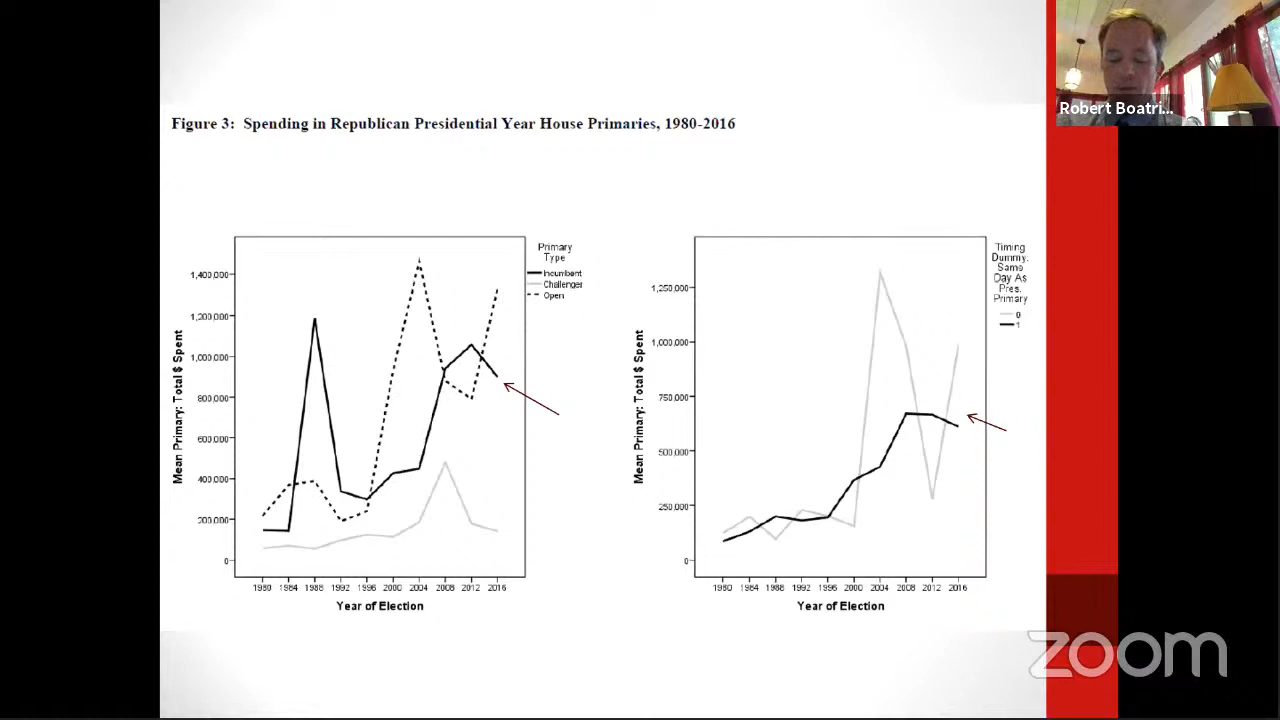 Figure 3: Spending in Republican Presidential Year House Primaries, 1980-2016
Mean Primary: Total $ Spent
1,400,000
1,200,000
1,000,000
800,000
600,000
400,000
200,000
0
1980 1984 1988 1992 1996 2000 2004 2008 2012 2016
Year of Election
Primary
Type
Incumbent
Challenger
Open
Mean Primary: Total $ Spent
1,250,000
1,000,000
750,000
500,000
250,000
0
1980 1984 1988 1992 1996 2000 2004 2008 2012 2016
Year of Election
Timing
Dummy:
Same
Day As
Pres.
Primary
0
1
Robert Boatri...
zoom